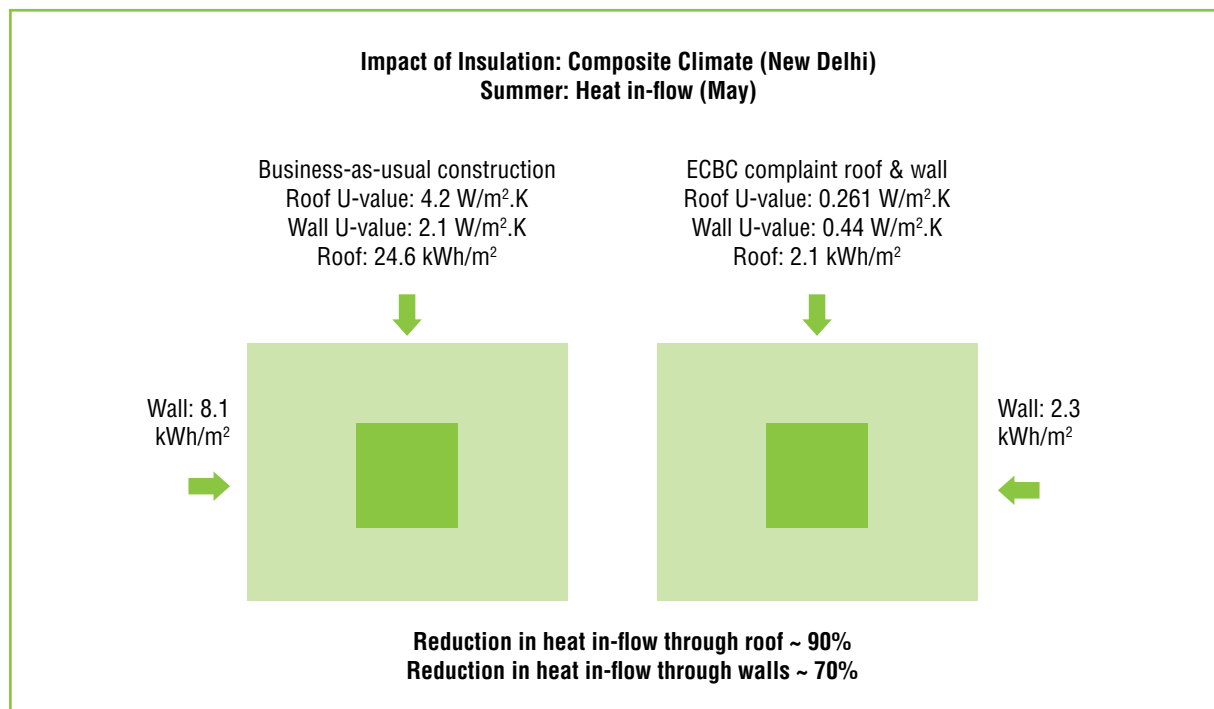 Impact of Insulation: Composite Climate (New Delhi)
Summer: Heat in-flow (May)
Business-as-usual construction
Roof U-value: 4.2 W/m².K
Wall U-value: 2.1 W/m².K
Roof: 24.6 kWh/m²
ECBC complaint roof & wall
Roof U-value: 0.261 W/m².K
Wall U-value: 0.44 W/m².K
Roof: 2.1 kWh/m²
Wall: 8.1
kWh/m²
Wall: 2.3
kWh/m²
Reduction in heat in-flow through roof ~ 90%
Reduction in heat in-flow through walls ~ 70%